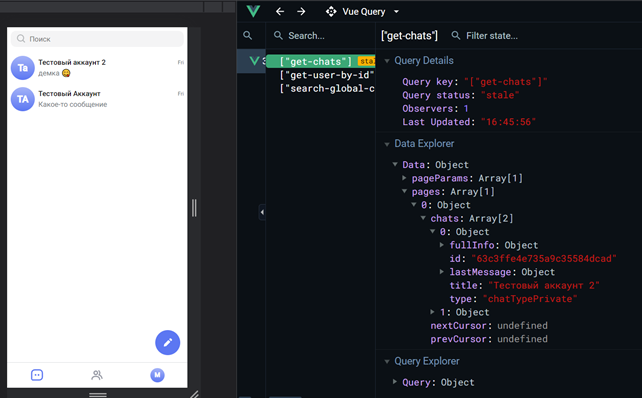 Поиск
Ta
Тестовый аккаунт 2
Fri
демка 😋
TA
Тестовый Аккаунт
Fri
Какое-то сообщение
M
Vue Query
Search...
["get-chats"]
Filter state...
["get-chats"]
["get-user-by-id"
["search-global-c
Query Details
Query key: "["get-chats"]"
Query status: "stale"
Observers: 1
Last Updated: "16:45:56"
Data Explorer
Data: Object
pageParams: Array[1]
pages: Array[1]
0: Object
chats: Array[2]
0: Object
fullInfo: Object
id: "63c3ffe4e735a9c35584dcad"
lastMessage: Object
title: "Тестовый аккаунт 2"
type: "chatTypePrivate"
1: Object
nextCursor: undefined
prevCursor: undefined
Query Explorer
Query: Object